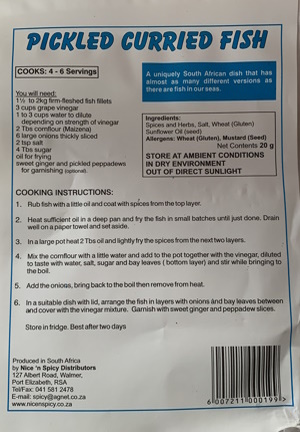 PICKLED CURRIED FISH
COOKS: 4 - 6 Servings
A uniquely South African dish that has
almost as many different versions as
there are fish in our seas.
You will need:
1½ to 2kg firm-fleshed fish fillets
3 cups grape vinegar
1 to 3 cups water to dilute
depending on strength of vinegar
2 Tbs cornflour (Maizena)
6 large onions thickly sliced
2 tsp salt
4 Tbs sugar
oil for frying
sweet ginger and pickled peppadews
for garnishing (optional).
Ingredients:
Spices and Herbs, Salt, Wheat (Gluten)
Sunflower Oil (seed)
Allergens: Wheat (Gluten), Mustard (Seed)
Net Contents 20 g
STORE AT AMBIENT CONDITIONS
IN DRY ENVIRONMENT
OUT OF DIRECT SUNLIGHT
COOKING INSTRUCTIONS:
1. Rub fish with a little oil and coat with spices from the top layer.
2. Heat sufficient oil in a deep pan and fry the fish in small batches until just done. Drain
well on a paper towel and set aside.
3. In a large pot heat 2 Tbs oil and lightly fry the spices from the next two layers.
4. Mix the cornflour with a little water and add to the pot together with the vinegar, diluted
to taste with water, salt, sugar and bay leaves ( bottom layer) and stir while bringing to
the boil.
5. Add the onions, bring back to the boil then remove from heat.
6. In a suitable dish with lid, arrange the fish in layers with onions and bay leaves between
and cover with the vinegar mixture. Garnish with sweet ginger and peppadew slices.
Store in fridge. Best after two days
Produced in South Africa
by Nice 'n Spicy Distributors
127 Albert Road, Walmer,
Port Elizabeth, RSA
Tel/Fax: 041 581 2478
E-mail: spicy@agnet.co.za
www.nicenspicy.co.za
6 007211 000199 >